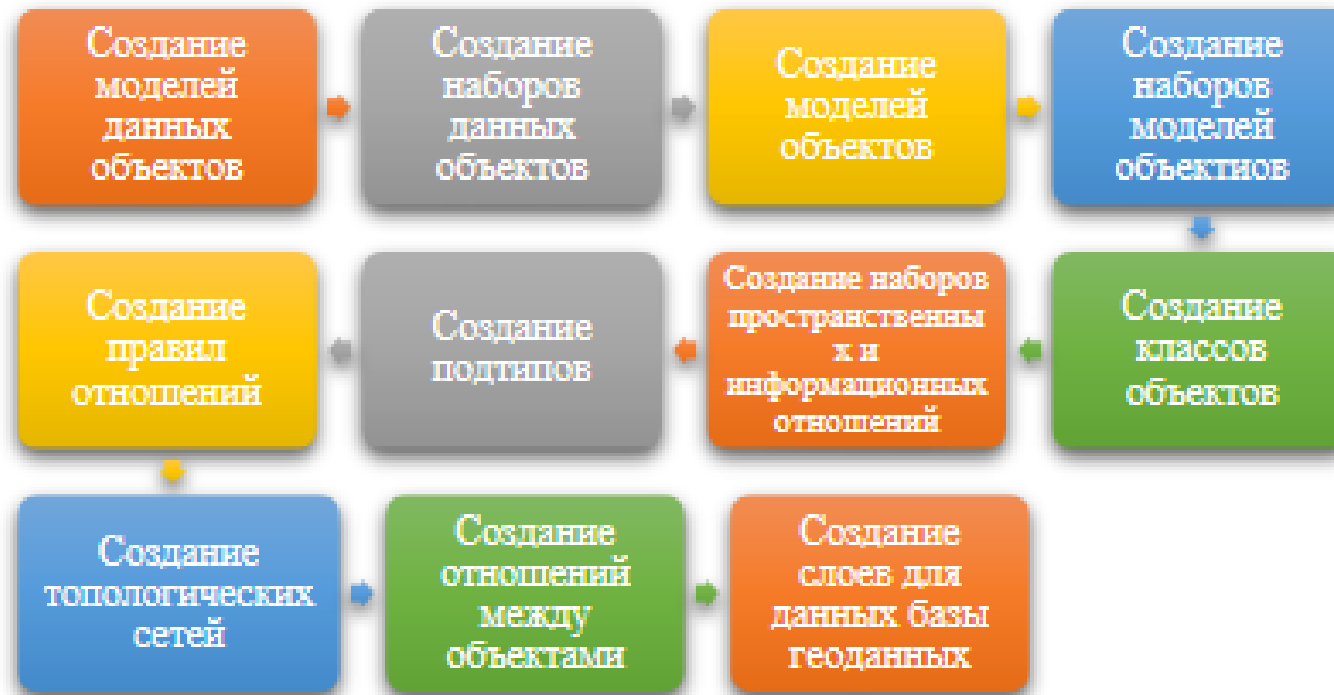 Создание
моделей
данных
объектов
Создание
наборов
данных
объектов
Создание
моделей
объектов
Создание
наборов
моделей
объектиов
Создание
классов
объектов
Создание наборов
пространственны
х и
информационных
отношений
Создание
подтипов
Создание
правил
отношений
Создание
топологических
сетей
Создание
отношений
между
объектами
Создание
слоев для
данных базы
геоданных